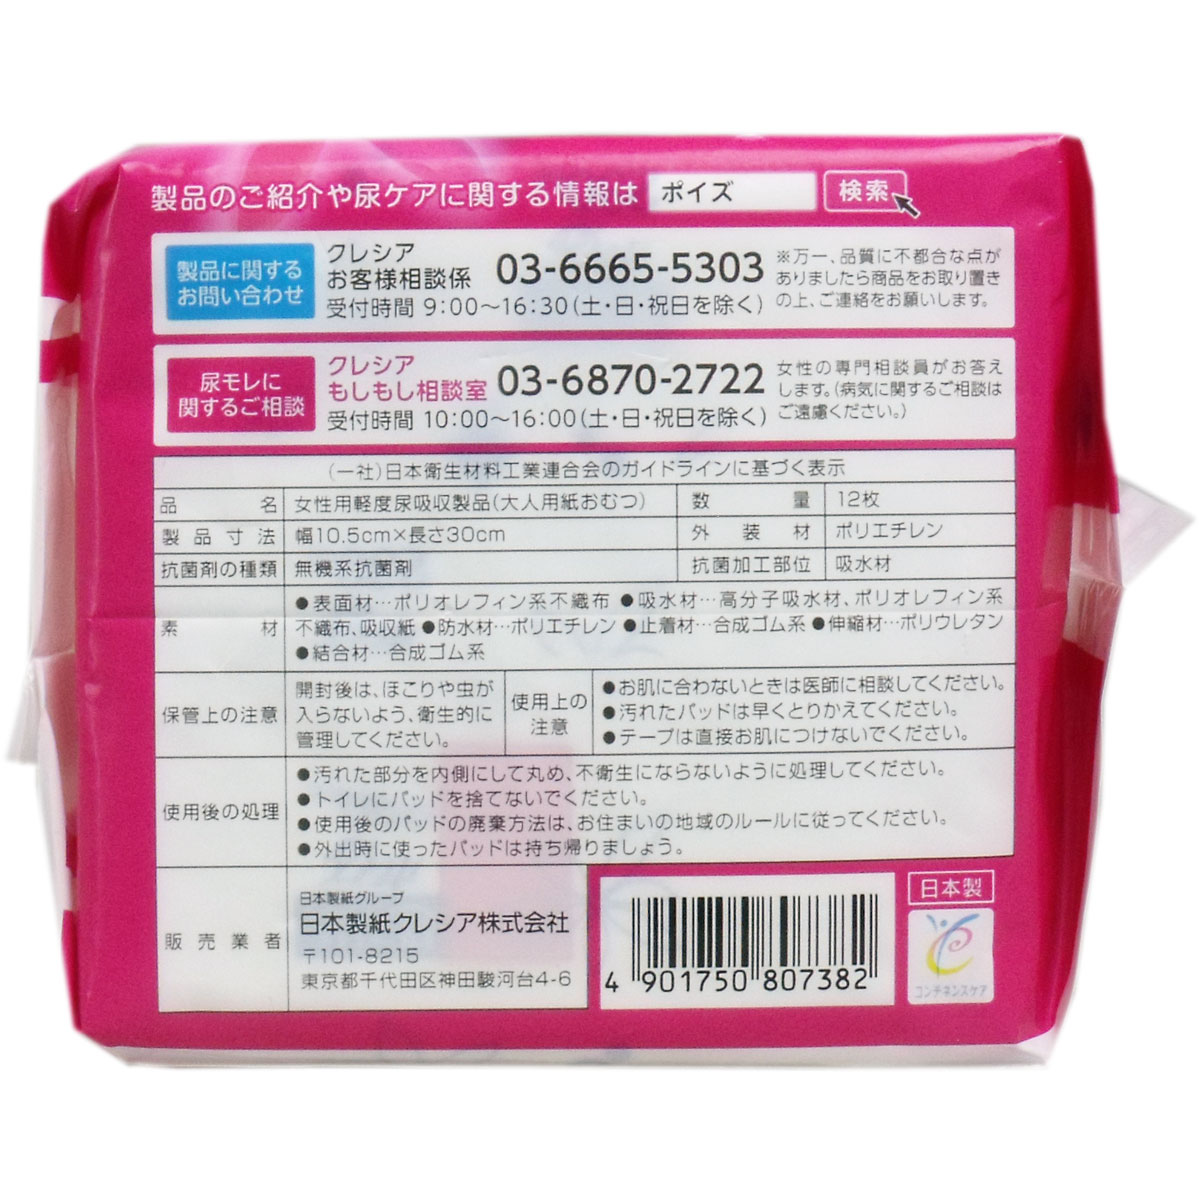 製品のご紹介や尿ケアに関する情報は ポイズ 検索
製品に関する
お問い合わせ
クレシア
お客様相談係 03-6665-5303
受付時間 9:00〜16:30(土・日・祝日を除く)
※万一、品質に不都合な点が
ありましたら商品をお取り置き
の上、ご連絡をお願いします。
尿モレに
関するご相談
クレシア
もしもし相談室 03-6870-2722
受付時間 10:00〜16:00(土・日・祝日を除く)
女性の専門相談員がお答え
します。(病気に関するご相談は
ご遠慮ください。)
(一社)日本衛生材料工業連合会のガイドラインに基づく表示
品名 女性用軽度尿吸収製品(大人用紙おむつ) 数量 12枚
製品寸法 幅10.5cm×長さ30cm 外装材 ポリエチレン
抗菌剤の種類 無機系抗菌剤 抗菌加工部位 吸水材
素材
●表面材…ポリオレフィン系不織布 ●吸水材…高分子吸水材、ポリオレフィン系
不織布、吸収紙 ●防水材…ポリエチレン ●止着材…合成ゴム系 ●伸縮材…ポリウレタン
●結合材…合成ゴム系
保管上の注意
開封後は、ほこりや虫が
入らないよう、衛生的に
管理してください。
使用上の
注意
●お肌に合わないときは医師に相談してください。
●汚れたパッドは早くとりかえてください。
●テープは直接お肌につけないでください。
使用後の処理
●汚れた部分を内側にして丸め、不衛生にならないように処理してください。
●トイレにパッドを捨てないでください。
●使用後のパッドの廃棄方法は、お住まいの地域のルールに従ってください。
●外出時に使ったパッドは持ち帰りましょう。
販売業者
日本製紙グループ
日本製紙クレシア株式会社
〒101-8215
東京都千代田区神田駿河台4-6
4 901750 807382
日本製
コンチネンスケア